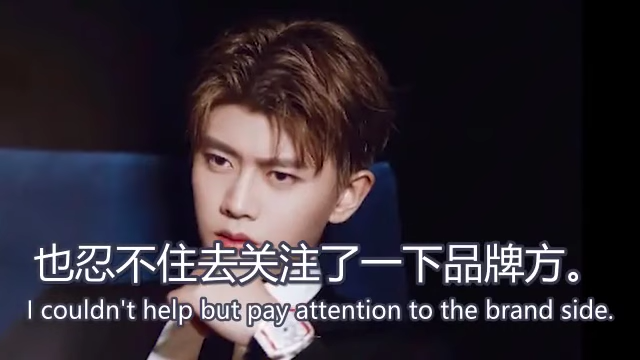 也忍不住去关注了一下品牌方。
I couldn't help but pay attention to the brand side.